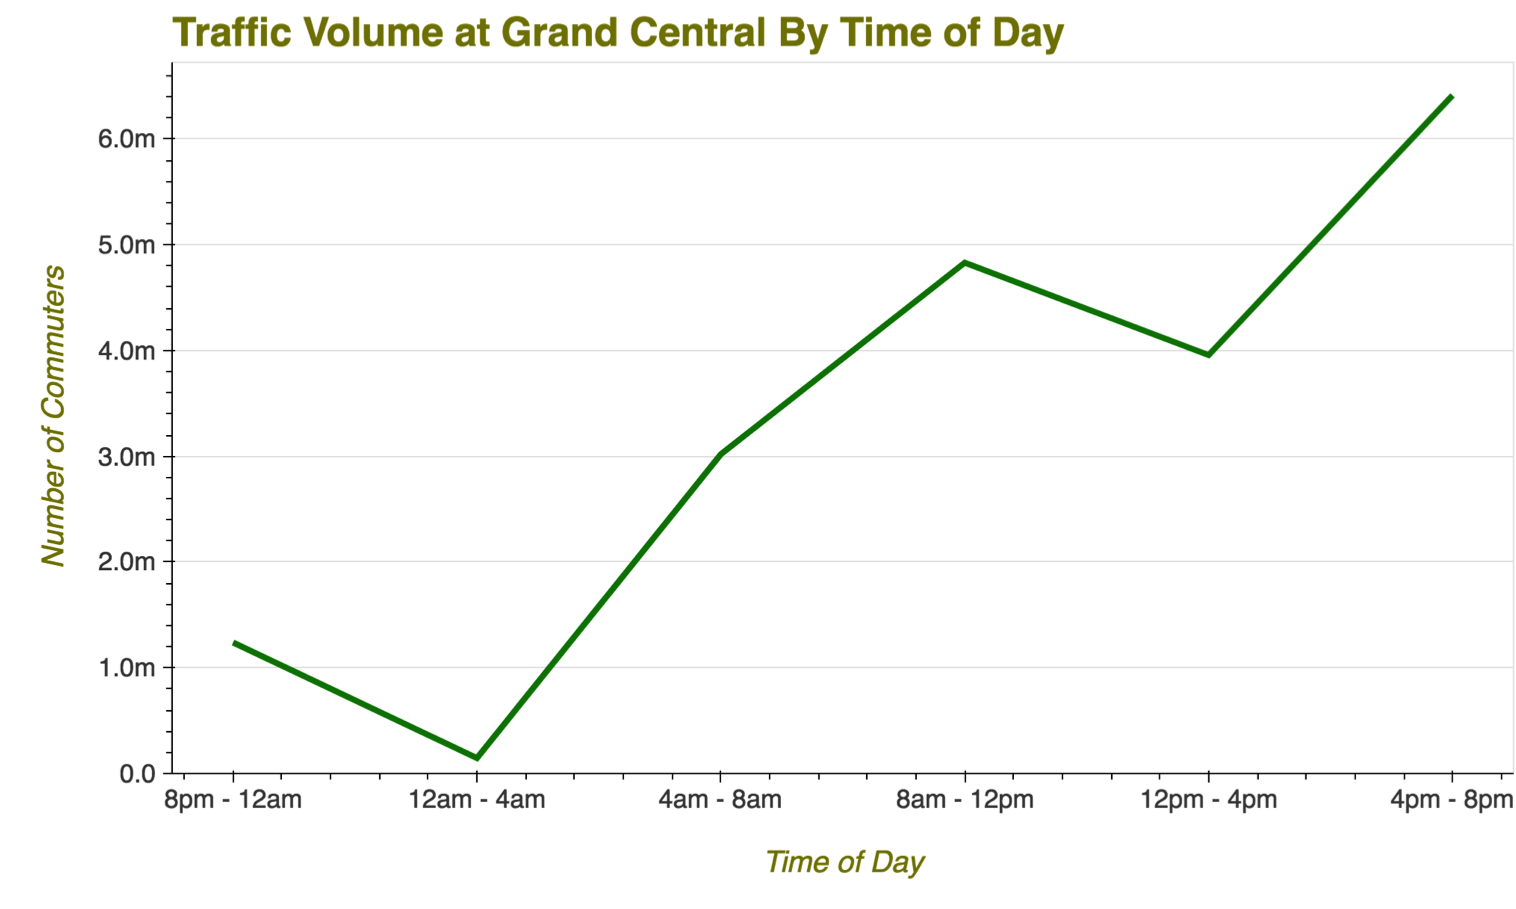 Traffic Volume at Grand Central By Time of Day
Number of Commuters
6.0m
5.0m
4.0m
3.0m
2.0m
1.0m
0.0
8pm - 12am 12am - 4am 4am - 8am 8am - 12pm 12pm - 4pm 4pm - 8pm
Time of Day